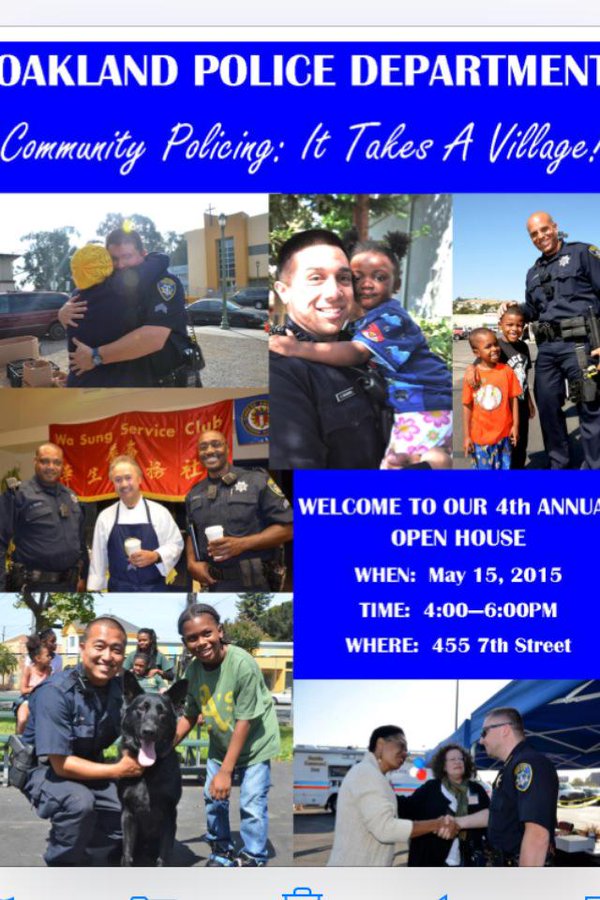 OAKLAND POLICE DEPARTMENT
Community Policing: It Takes A Village!
Wa Sung Service Club
WELCOME TO OUR 4th ANNUA
OPEN HOUSE
WHEN: May 15, 2015
TIME: 4:00—6:00PM
WHERE: 455 7th Street